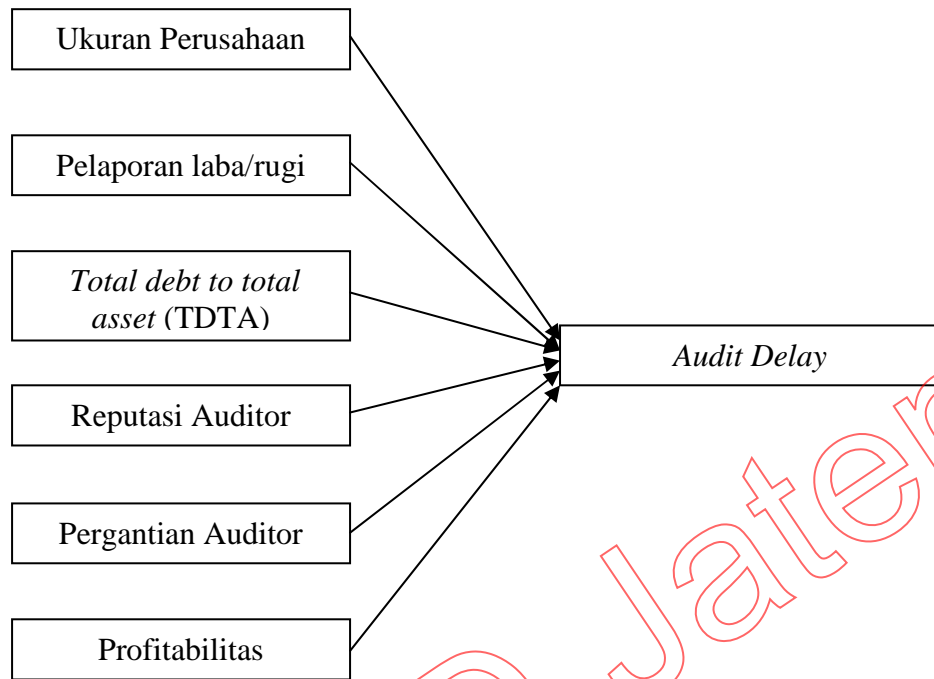 Ukuran Perusahaan
Pelaporan laba/rugi
Total debt to total
asset (TDTA)
Audit Delay
Reputasi Auditor
Pergantian Auditor
Profitabilitas